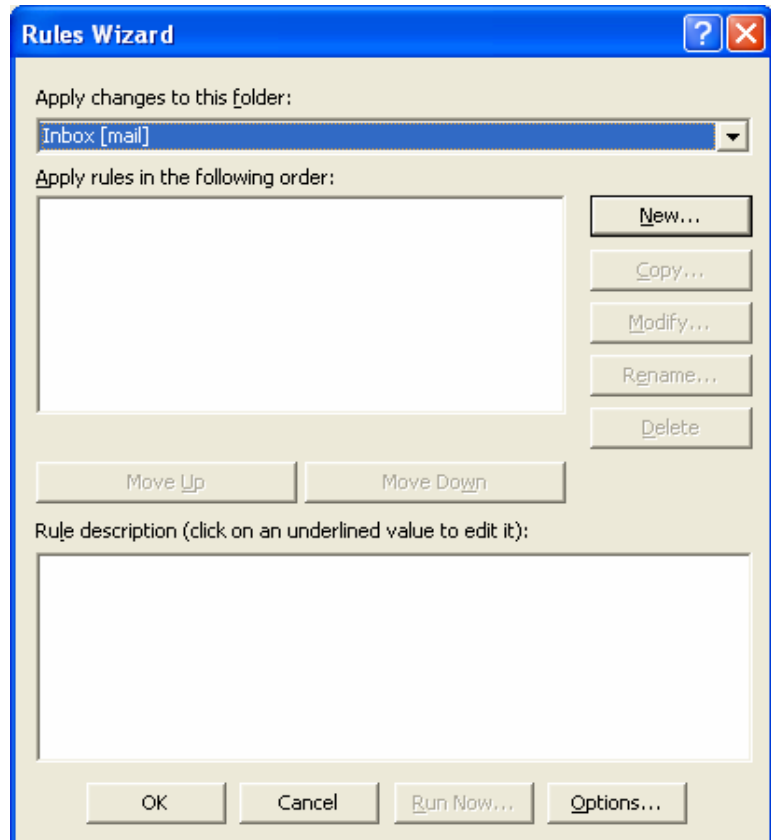 Rules Wizard
Apply changes to this folder:
Inbox [mail]
Apply rules in the following order:
New...
Copy...
Modify...
Rename...
Delete
Move Up
Move Down
Rule description (click on an underlined value to edit it):
OK
Cancel
Run Now...
Options...